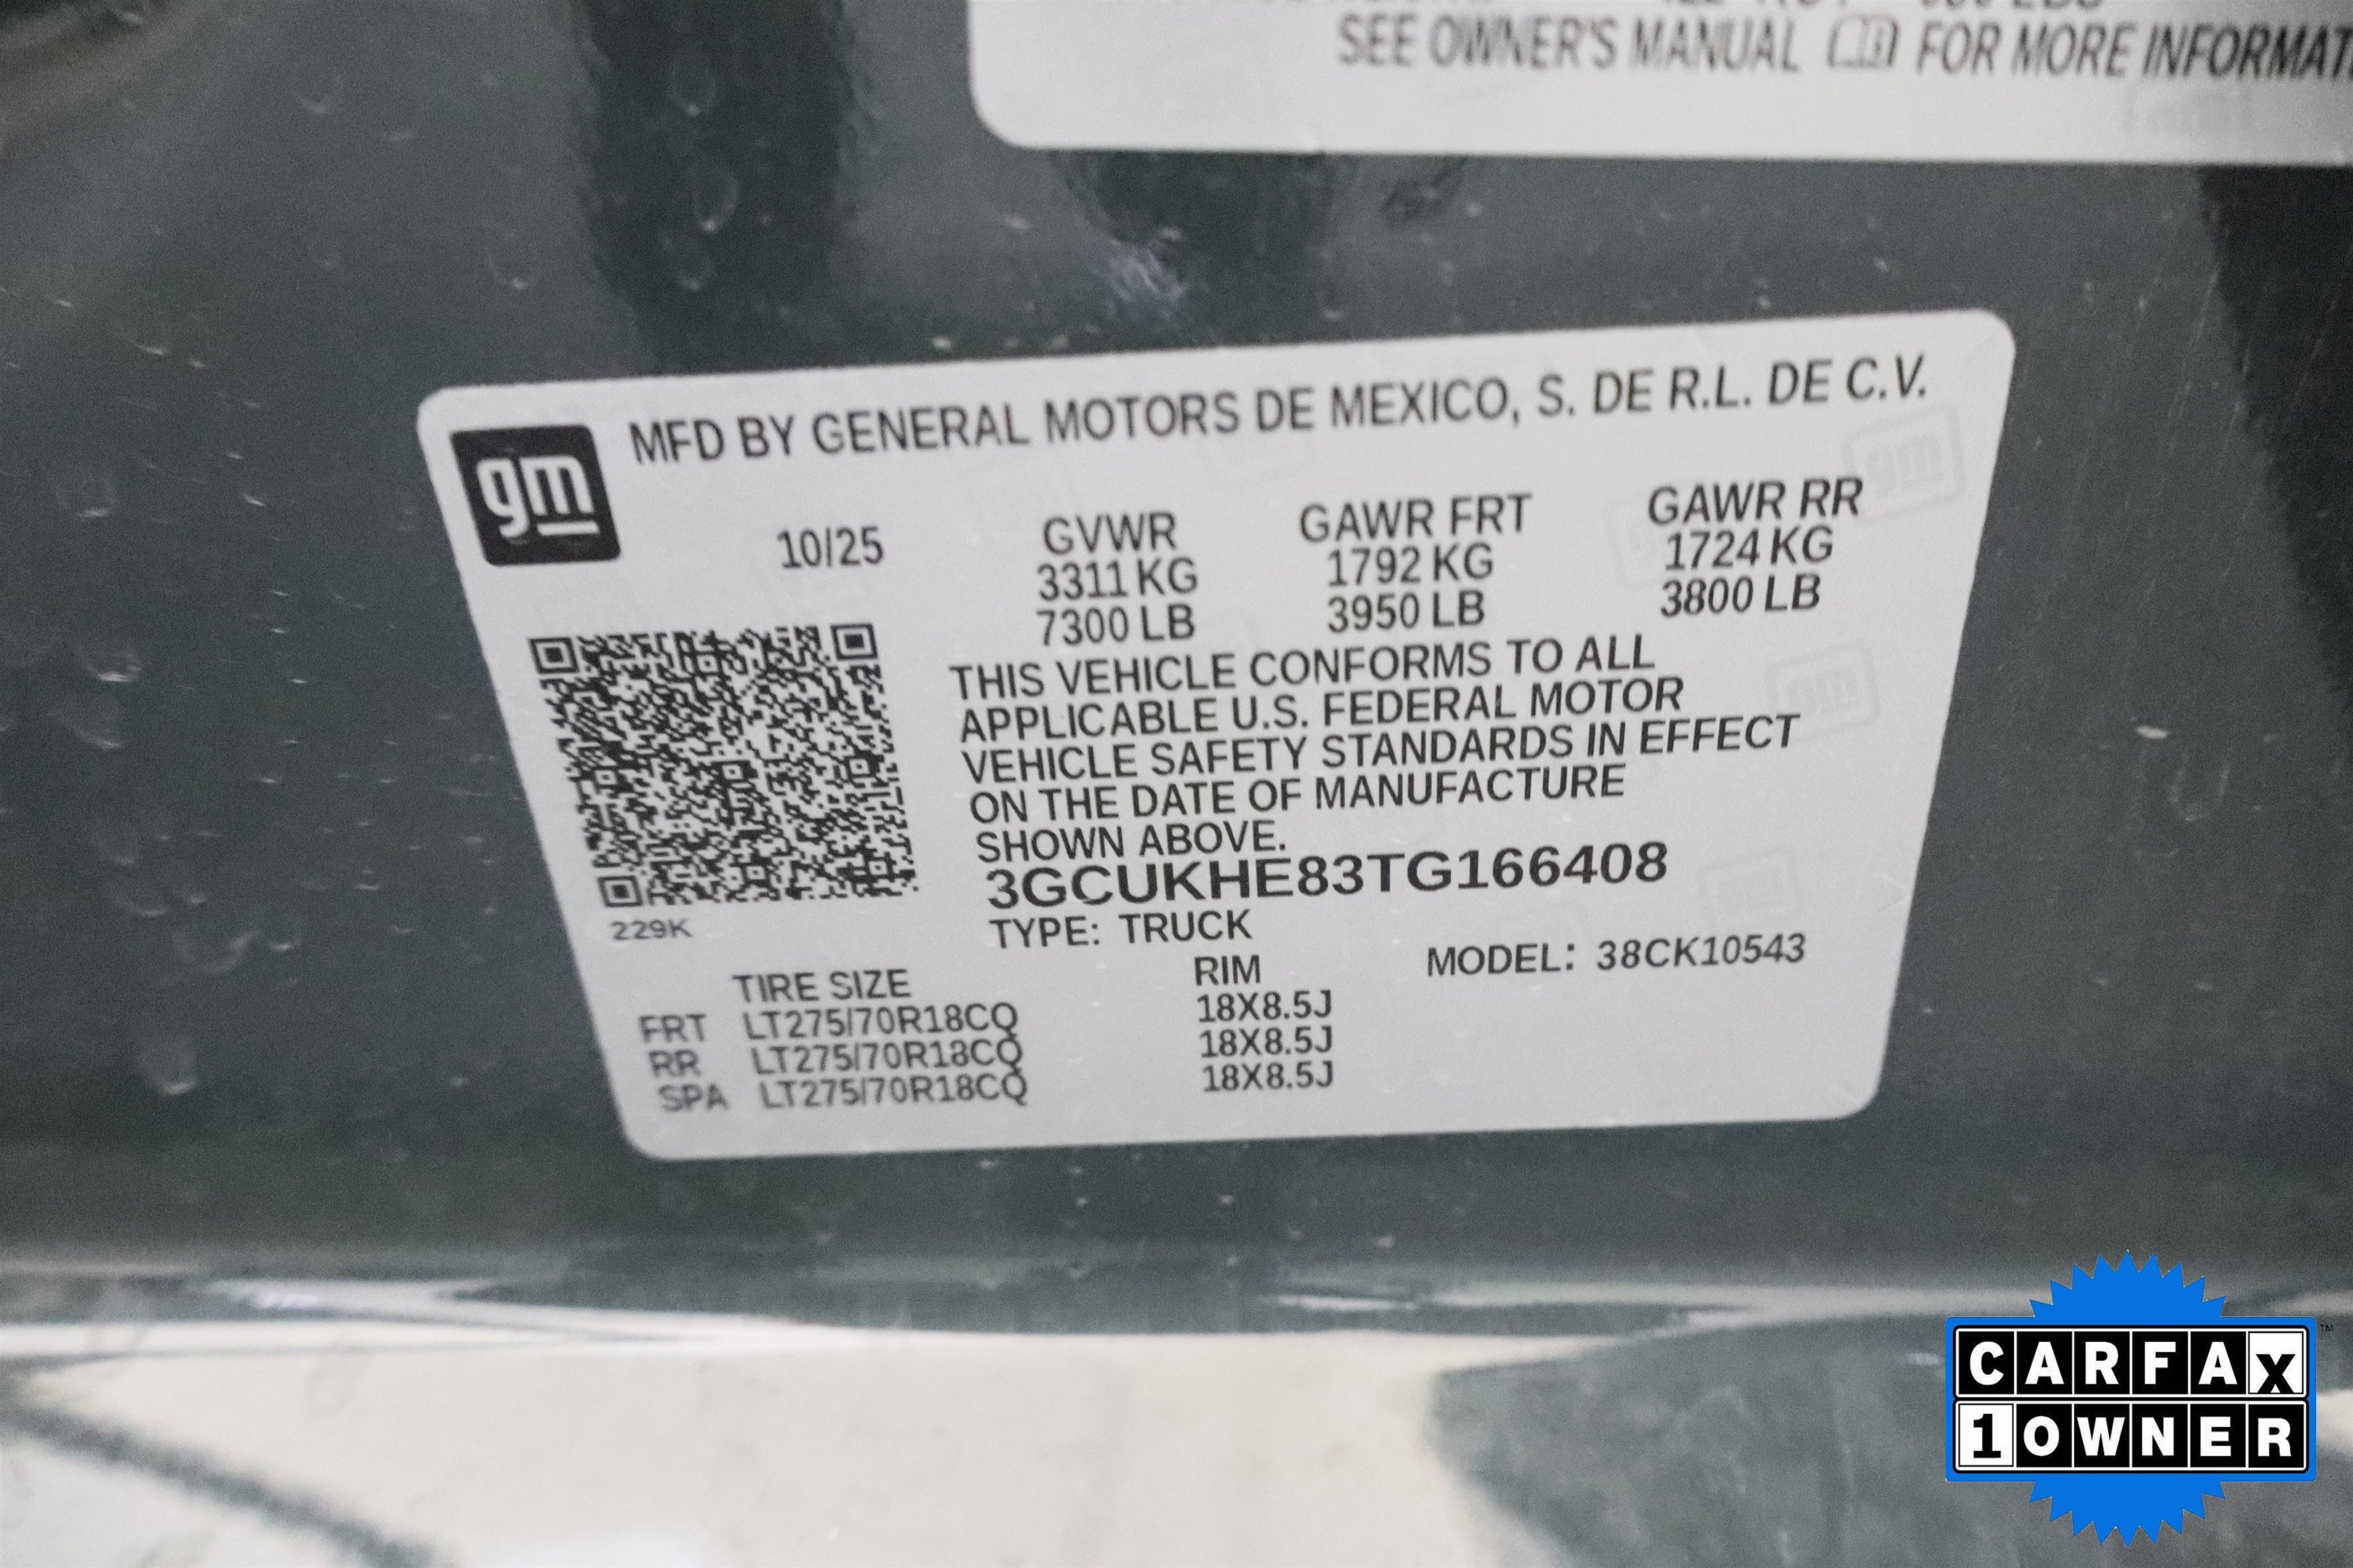 SEE OWNER'S MANUAL FOR MORE INFORMAT
gm
MFD BY GENERAL MOTORS DE MEXICO, S. DE R.L. DE C.V.
10/25 GVWR GAWR FRT GAWR RR
3311 KG 1792 KG 1724 KG
7300 LB 3950 LB 3800 LB
THIS VEHICLE CONFORMS TO ALL
APPLICABLE U.S. FEDERAL MOTOR
VEHICLE SAFETY STANDARDS IN EFFECT
ON THE DATE OF MANUFACTURE
SHOWN ABOVE.
3GCUKHE83TG166408
229K
TYPE: TRUCK
MODEL: 38CK10543
TIRE SIZE RIM
FRT LT275/70R18CQ 18X8.5J
RR LT275/70R18CQ 18X8.5J
SPA LT275/70R18CQ 18X8.5J
CARFAX TM
1 OWNER